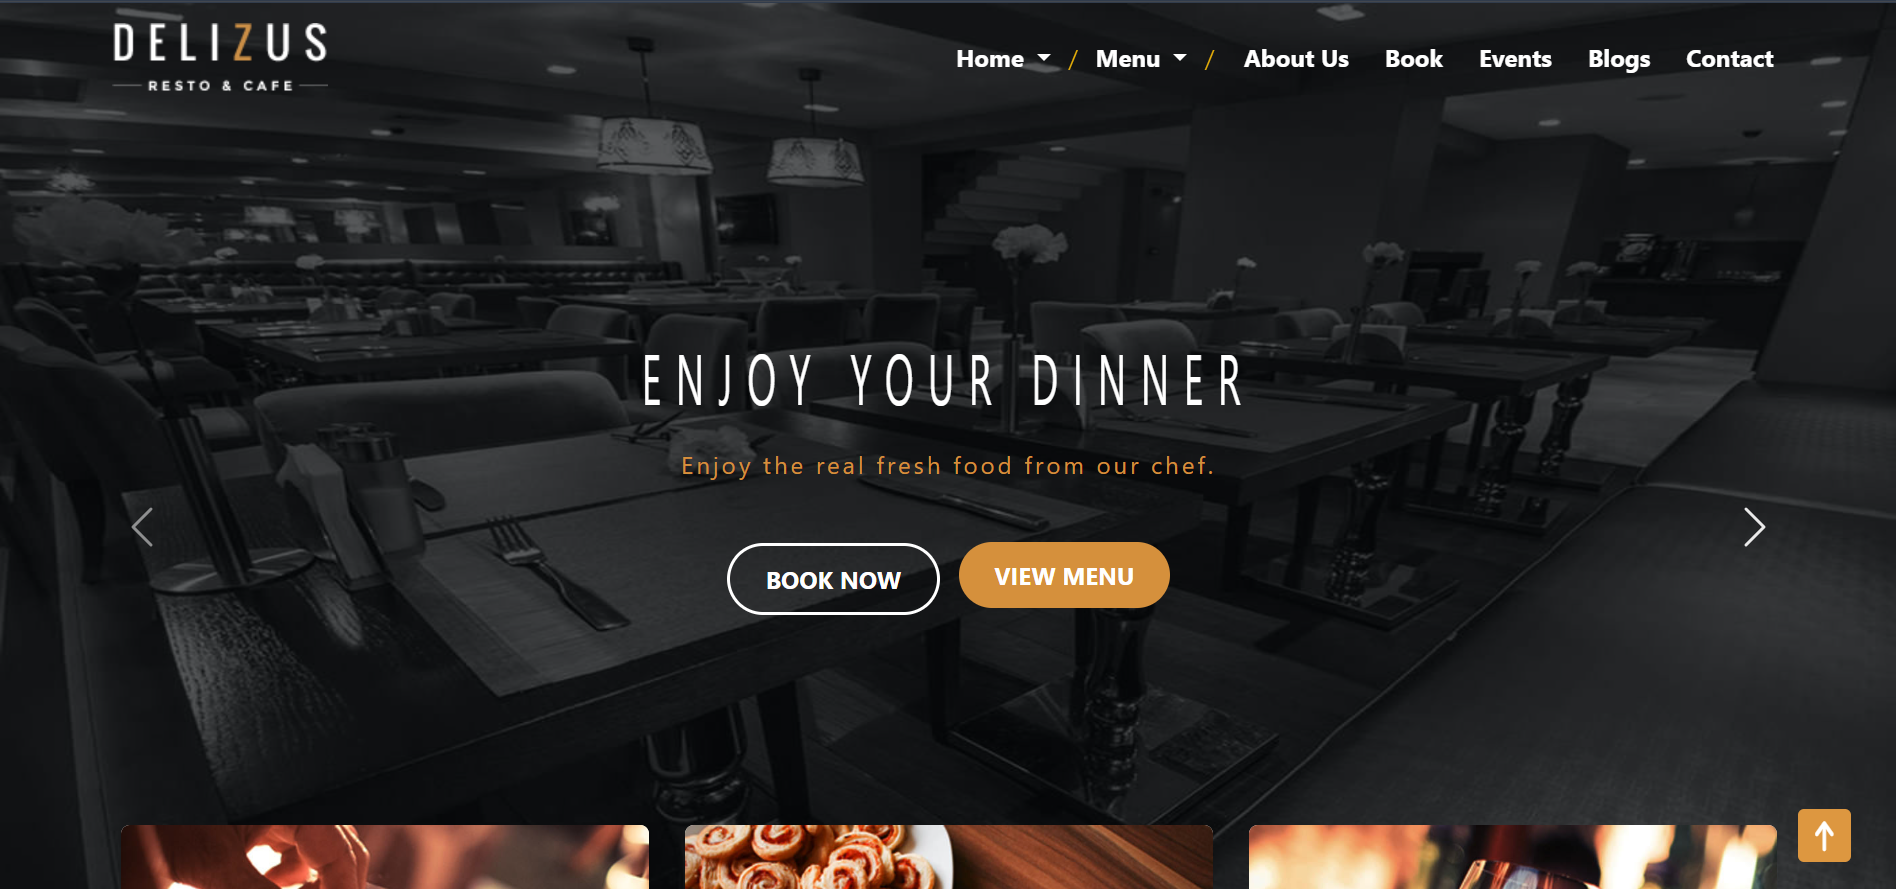 DELIZUS
RESTO & CAFE
Home / Menu / About Us Book Events Blogs Contact
ENJOY YOUR DINNER
Enjoy the real fresh food from our chef.
BOOK NOW VIEW MENU